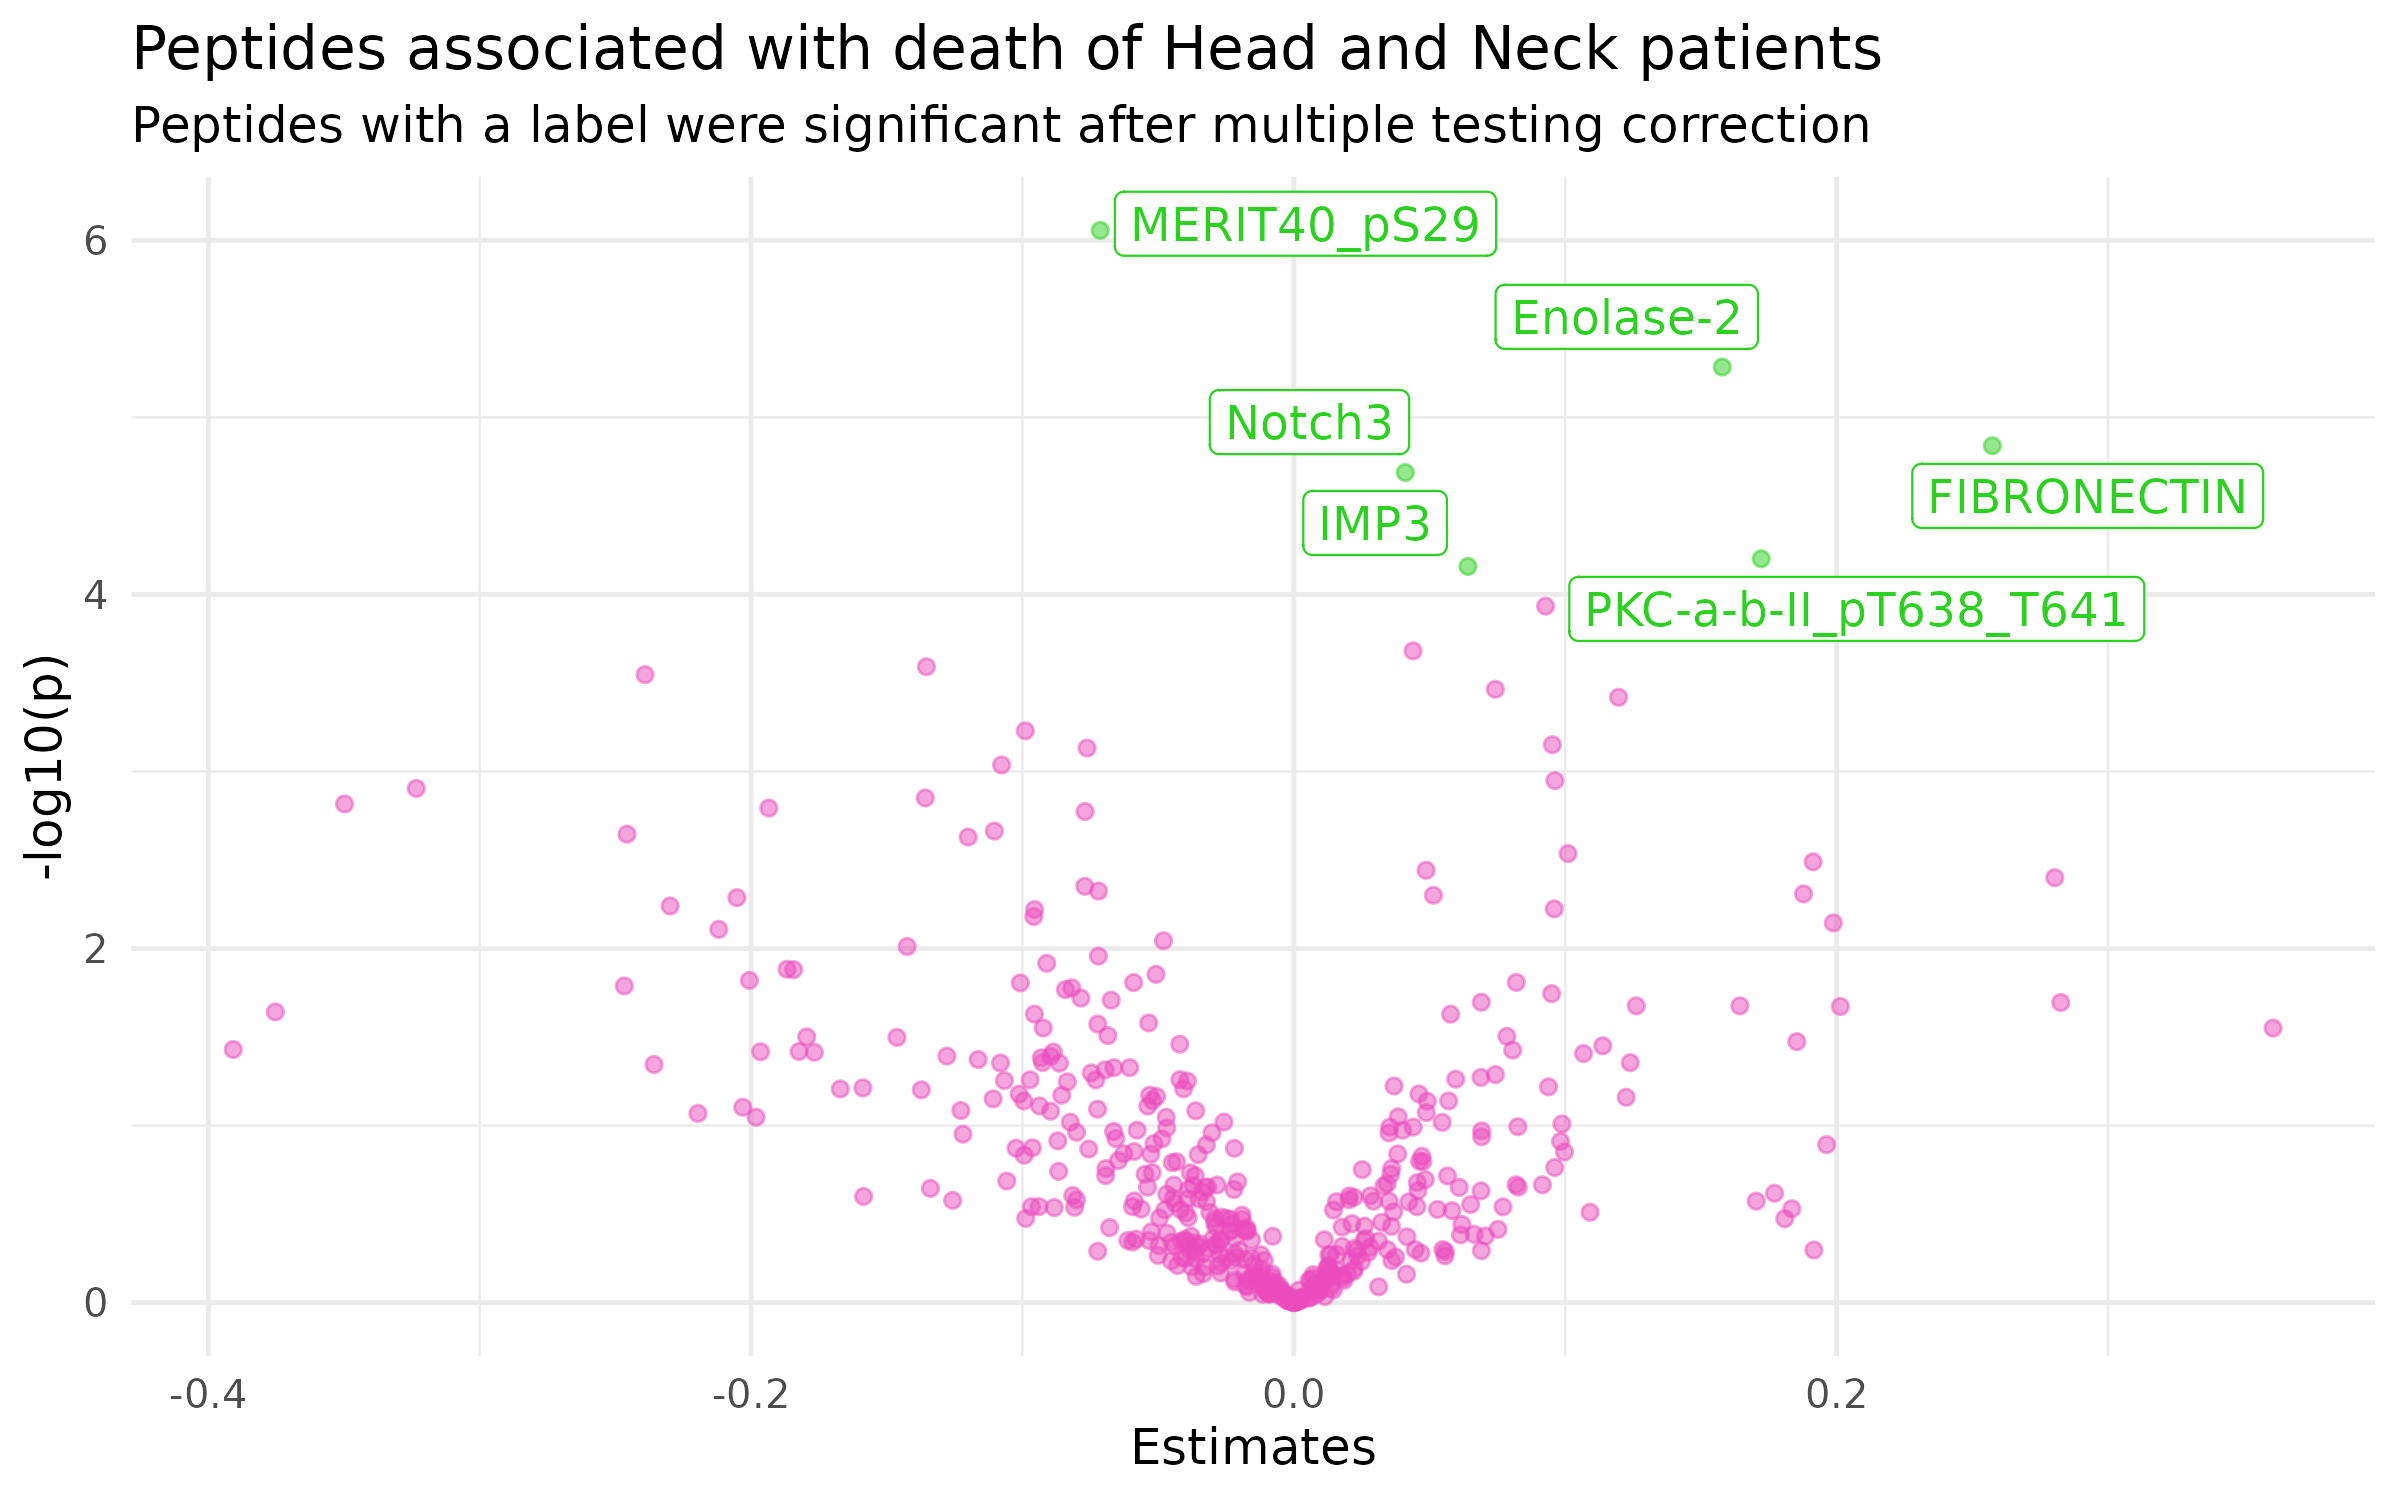 Peptides associated with death of Head and Neck patients
Peptides with a label were significant after multiple testing correction
MERIT40_pS29
Enolase-2
Notch3
FIBRONECTIN
IMP3
PKC-a-b-II_pT638_T641
6
4
2
0
-log10(p)
-0.4
-0.2
0.0
0.2
Estimates